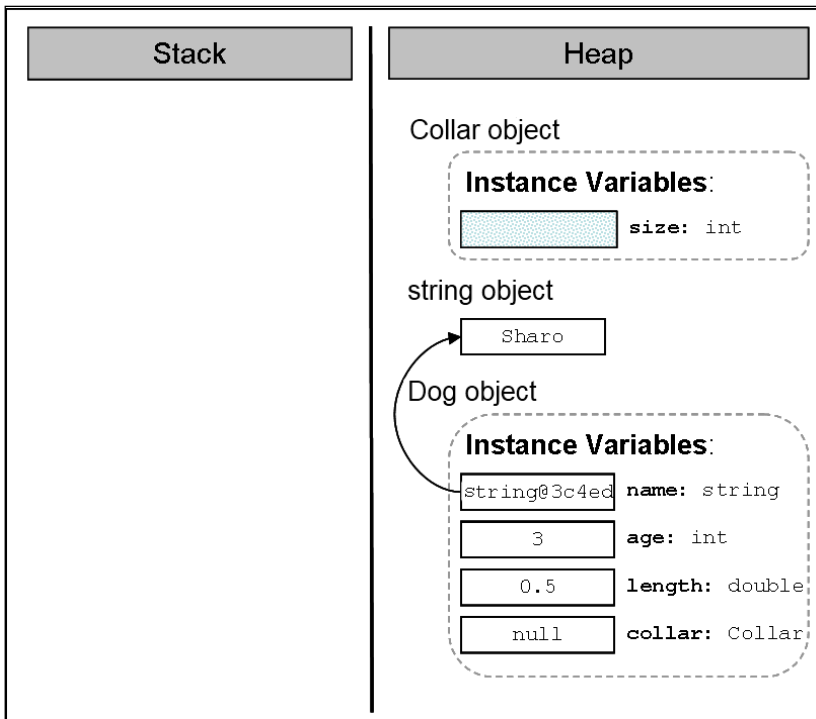 Stack
Heap
Collar object
Instance Variables:
size: int
string object
Sharo
Dog object
Instance Variables:
string@3c4ed name: string
3 age: int
0.5 length: double
null collar: Collar